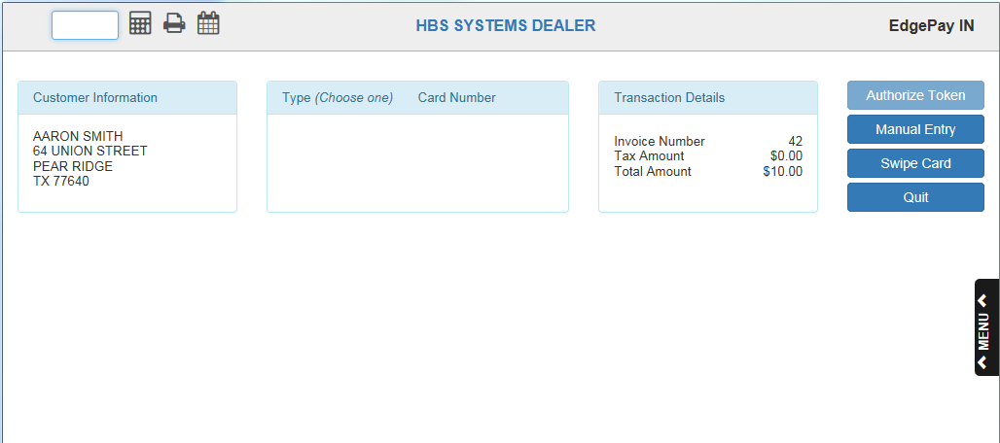 HBS SYSTEMS DEALER
EdgePay IN
Customer Information
AARON SMITH
64 UNION STREET
PEAR RIDGE
TX 77640
Type (Choose one) Card Number
Transaction Details
Invoice Number 42
Tax Amount $0.00
Total Amount $10.00
Authorize Token
Manual Entry
Swipe Card
Quit
MENU